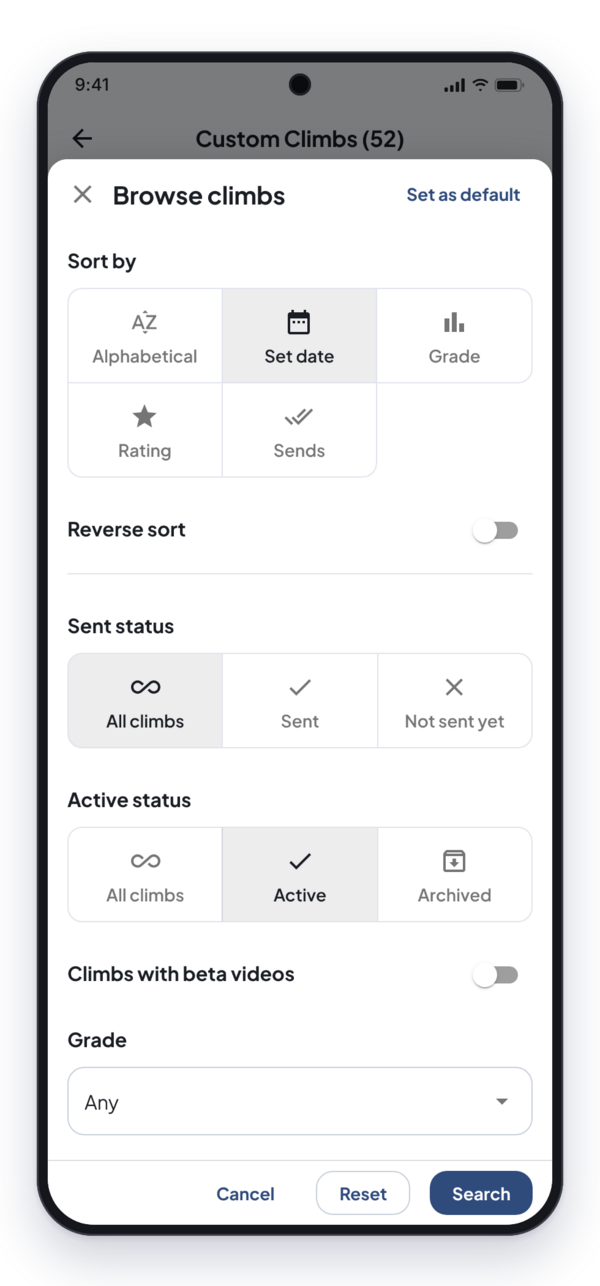 9:41
Custom Climbs (52)
Browse climbs
Set as default
Sort by
AZ
Alphabetical
Set date
Grade
Rating
Sends
Reverse sort
Sent status
All climbs
Sent
Not sent yet
Active status
All climbs
Active
Archived
Climbs with beta videos
Grade
Any
Cancel
Reset
Search